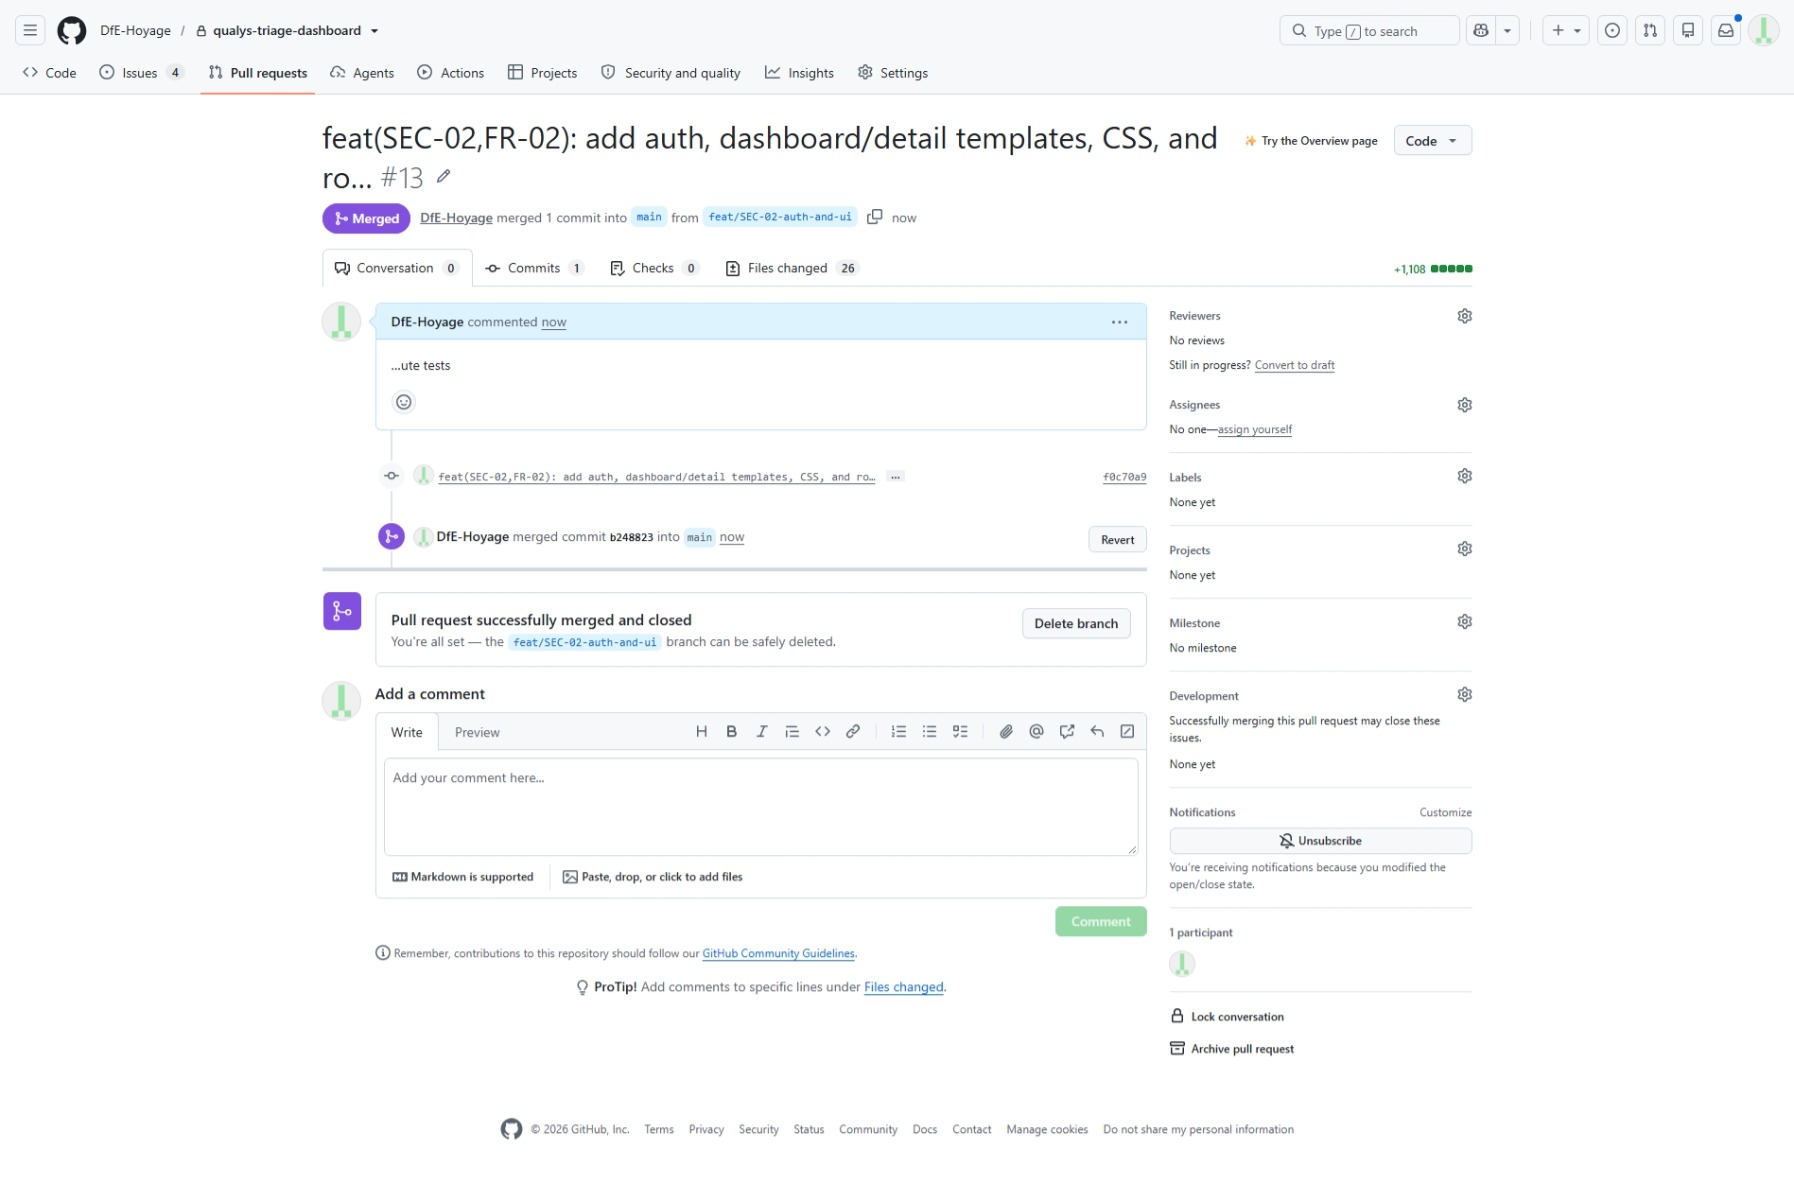 DfE-Hoyage / qualys-triage-dashboard
Type / to search
Code
Issues 4
Pull requests
Agents
Actions
Projects
Security and quality
Insights
Settings
feat(SEC-02,FR-02): add auth, dashboard/detail templates, CSS, and
ro... #13
Try the Overview page
Code
Merged
DfE-Hoyage merged 1 commit into main from feat/SEC-02-auth-and-ui now
Conversation 0
Commits 1
Checks 0
Files changed 26
+1,108
DfE-Hoyage commented now
...ute tests
feat(SEC-02,FR-02): add auth, dashboard/detail templates, CSS, and ro…
...
f0c70a9
DfE-Hoyage merged commit b248823 into main now
Revert
Pull request successfully merged and closed
You're all set — the feat/SEC-02-auth-and-ui branch can be safely deleted.
Delete branch
Add a comment
Write
Preview
Add your comment here...
Markdown is supported
Paste, drop, or click to add files
Comment
Remember, contributions to this repository should follow our GitHub Community Guidelines.
ProTip! Add comments to specific lines under Files changed.
Reviewers
No reviews
Still in progress? Convert to draft
Assignees
No one—assign yourself
Labels
None yet
Projects
None yet
Milestone
No milestone
Development
Successfully merging this pull request may close these
issues.
None yet
Notifications
Customize
Unsubscribe
You're receiving notifications because you modified the
open/close state.
1 participant
Lock conversation
Archive pull request
© 2026 GitHub, Inc.
Terms
Privacy
Security
Status
Community
Docs
Contact
Manage cookies
Do not share my personal information